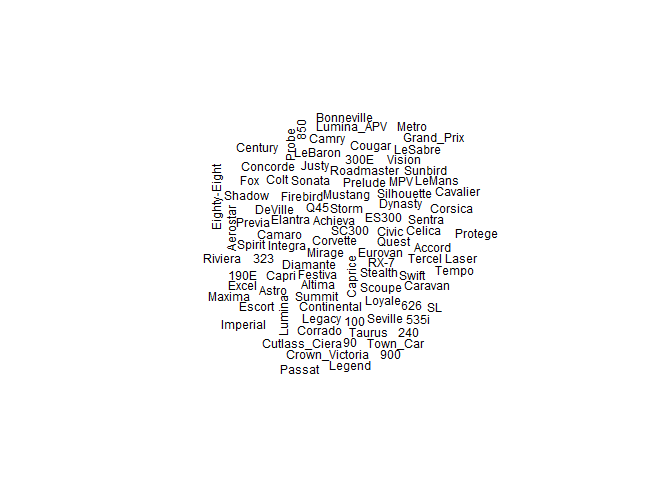 Bonneville
850 Lumina_APV Metro
Probe Camry Grand_Prix
Century LeBaron Cougar LeSabre
300E Vision
Concorde Justy Roadmaster Sunbird
Fox Colt Sonata Prelude MPV LeMans
Eighty-Eight Shadow Firebird Mustang Silhouette Cavalier
DeVille Q45 Storm Dynasty Corsica
Aerostar Previa Elantra Achieva ES300 Sentra
Camaro SC300 Civic Celica Protege
Spirit Integra Corvette Quest Accord
Riviera 323 Mirage Eurovan Tercel Laser
Diamante RX-7
190E Capri Festiva Caprice Stealth Swift Tempo
Excel Astro Altima Scoupe Caravan
Maxima Summit Loyale
Escort Lumina Continental 626 SL
Imperial Legacy 100 Seville 535i
Corrado Taurus 240
Cutlass_Ciera 90 Town_Car
Crown_Victoria 900
Passat Legend